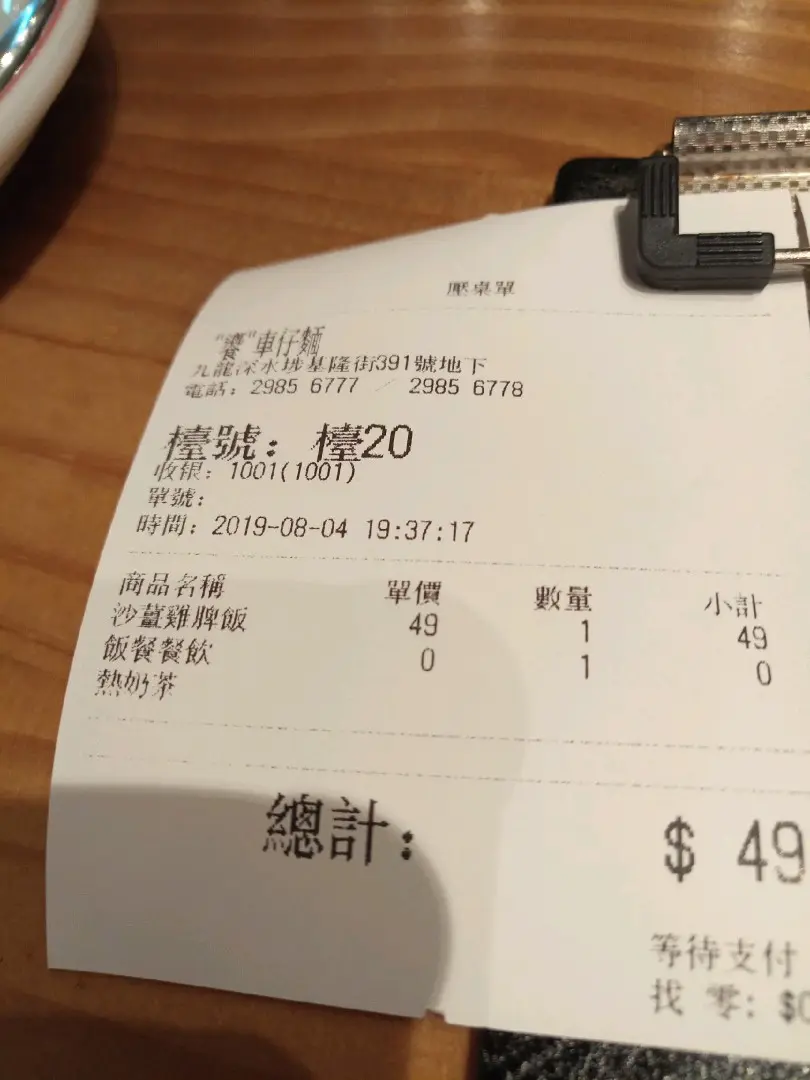 壓桌單
"饗"車仔麵
九龍深水埗基隆街391號地下
電話: 2985 6777 / 2985 6778
檯號: 檯20
收银: 1001(1001)
單號:
時間: 2019-08-04 19:37:17
商品名稱 單價 數量 小計
沙薑雞脾飯 49 1 49
飯餐餐飲 0 1 0
熱奶茶
總計: $ 49
等待支付
找 零: $0